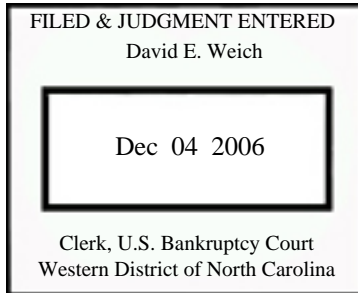 FILED & JUDGMENT ENTERED
David E. Weich
Dec 04 2006
Clerk, U.S. Bankruptcy Court
Western District of North Carolina